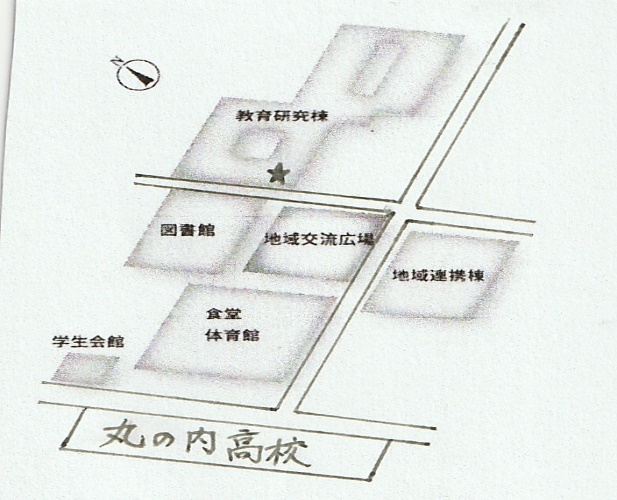 N
教育研究棟
図書館
地域交流広場
地域連携棟
食堂
体育館
学生会館
丸の内高校